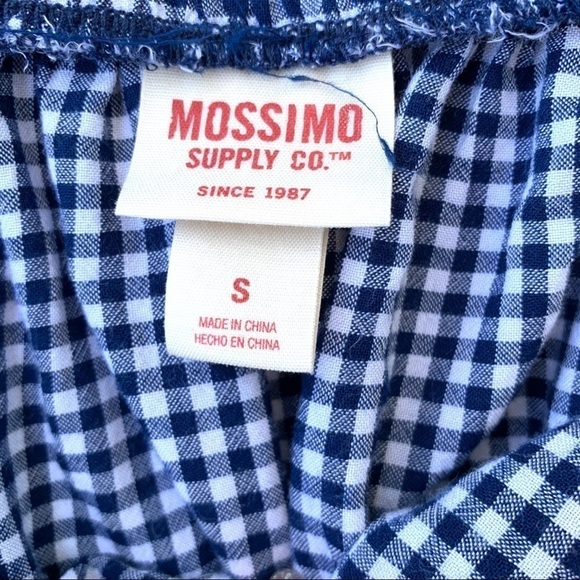 MOSSIMO
SUPPLY CO.™
SINCE 1987
S
MADE IN CHINA
HECHO EN CHINA